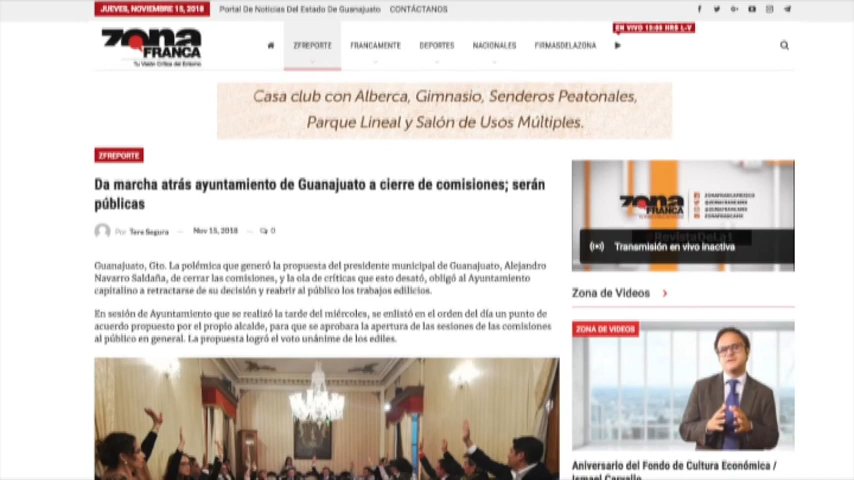 JUEVES, NOVIEMBRE 15, 2018 Portal De Noticias Del Estado De Guanajuato CONTÁCTANOS
EN VIVO 15:00 HRS L-V
ZONA FRANCA
Tu Visión Crítica del Entorno
ZFREPORTE FRANCAMENTE DEPORTES NACIONALES FIRMASDELAZONA
Casa club con Alberca, Gimnasio, Senderos Peatonales,
Parque Lineal y Salón de Usos Múltiples.
ZFREPORTE
Da marcha atrás ayuntamiento de Guanajuato a cierre de comisiones; serán
públicas
Por Tere Segura — Nov 15, 2018 — 0
Guanajuato, Gto. La polémica que generó la propuesta del presidente municipal de Guanajuato, Alejandro
Navarro Saldaña, de cerrar las comisiones, y la ola de críticas que esto desató, obligó al Ayuntamiento
capitalino a retractarse de su decisión y reabrir al público los trabajos edilicios.
En sesión de Ayuntamiento que se realizó la tarde del miércoles, se enlistó en el orden del día un punto de
acuerdo propuesto por el propio alcalde, para que se aprobara la apertura de las sesiones de las comisiones
al público en general. La propuesta logró el voto unánime de los ediles.
ZONA
FRANCA
Transmisión en vivo inactiva
Zona de Videos
ZONA DE VIDEOS
Aniversario del Fondo de Cultura Económica /
Ismael Carvallo